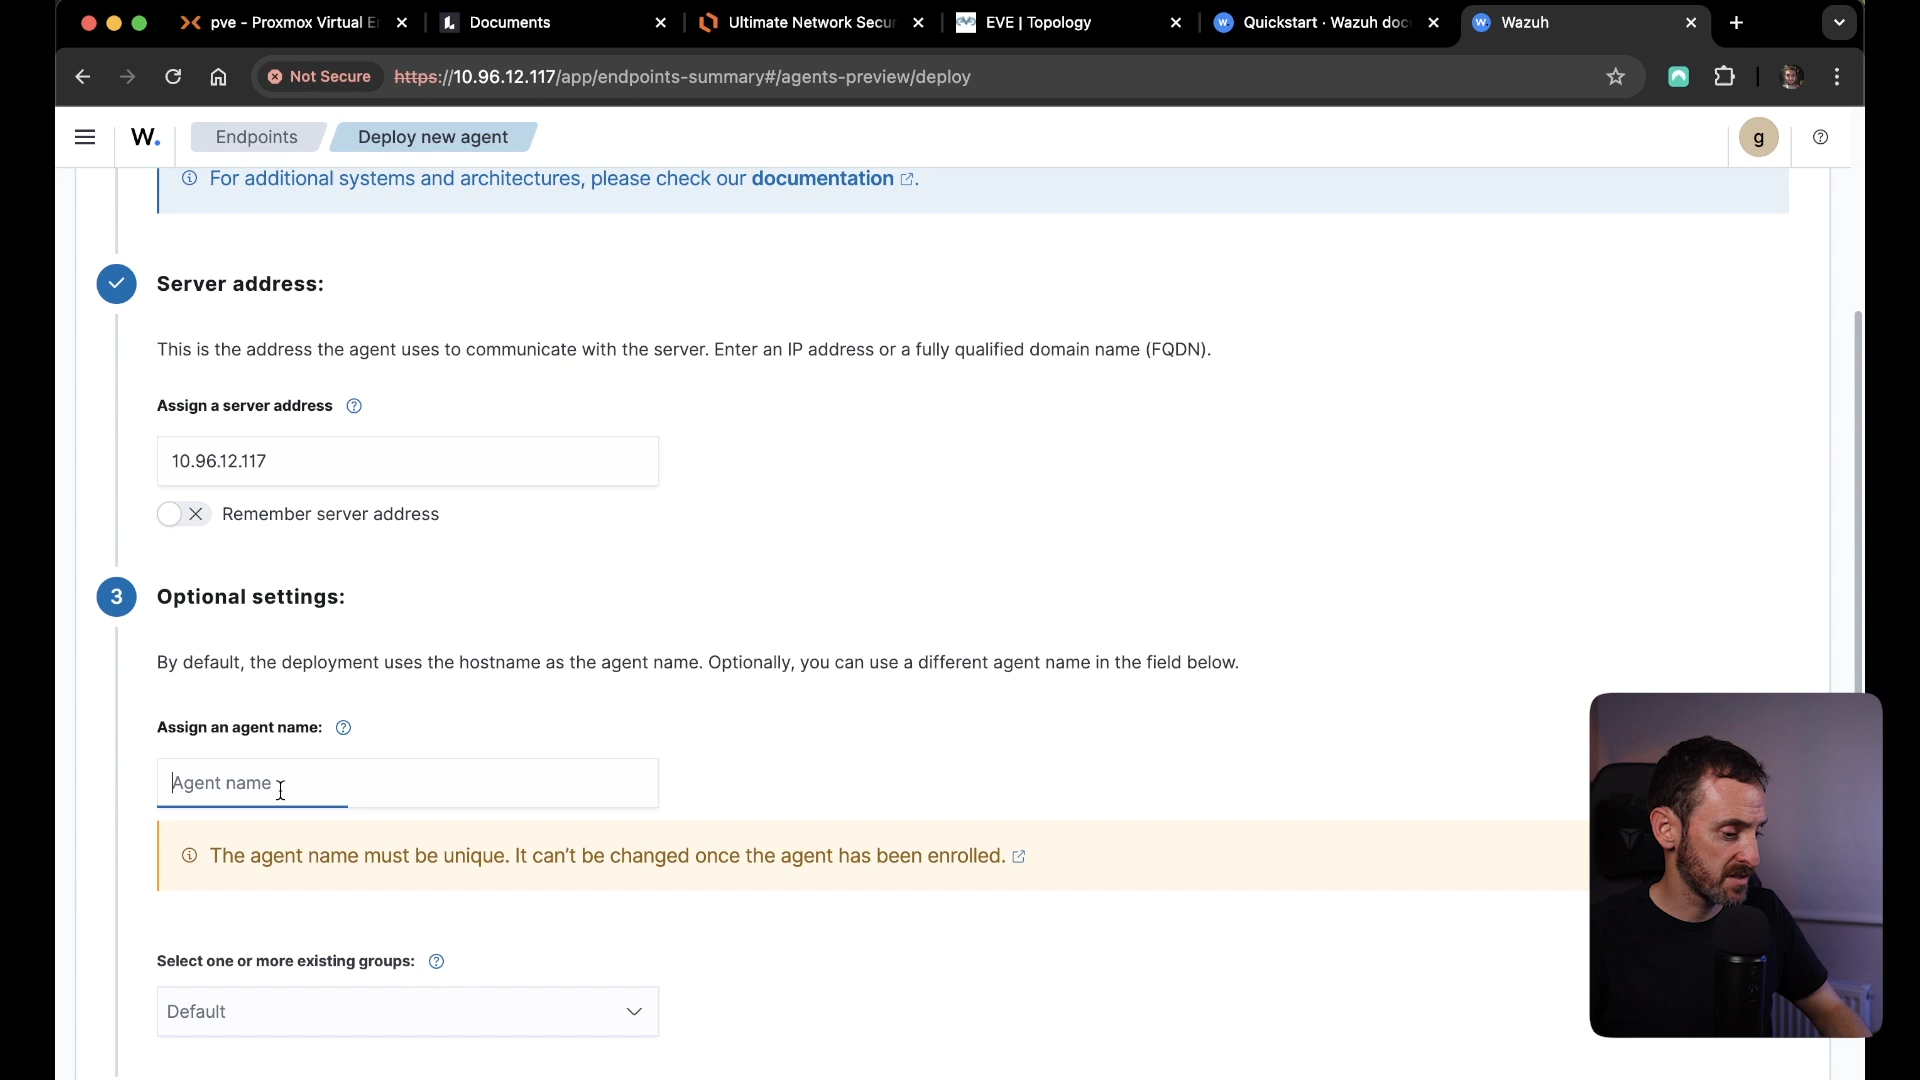 pve - Proxmox Virtual E
Documents
Ultimate Network Secur
EVE | Topology
Quickstart · Wazuh doc
Wazuh
Not Secure
https://10.96.12.117/app/endpoints-summary#/agents-preview/deploy
W.
Endpoints
Deploy new agent
g
For additional systems and architectures, please check our documentation.
Server address:
This is the address the agent uses to communicate with the server. Enter an IP address or a fully qualified domain name (FQDN).
Assign a server address
10.96.12.117
Remember server address
3
Optional settings:
By default, the deployment uses the hostname as the agent name. Optionally, you can use a different agent name in the field below.
Assign an agent name:
Agent name
The agent name must be unique. It can’t be changed once the agent has been enrolled.
Select one or more existing groups:
Default